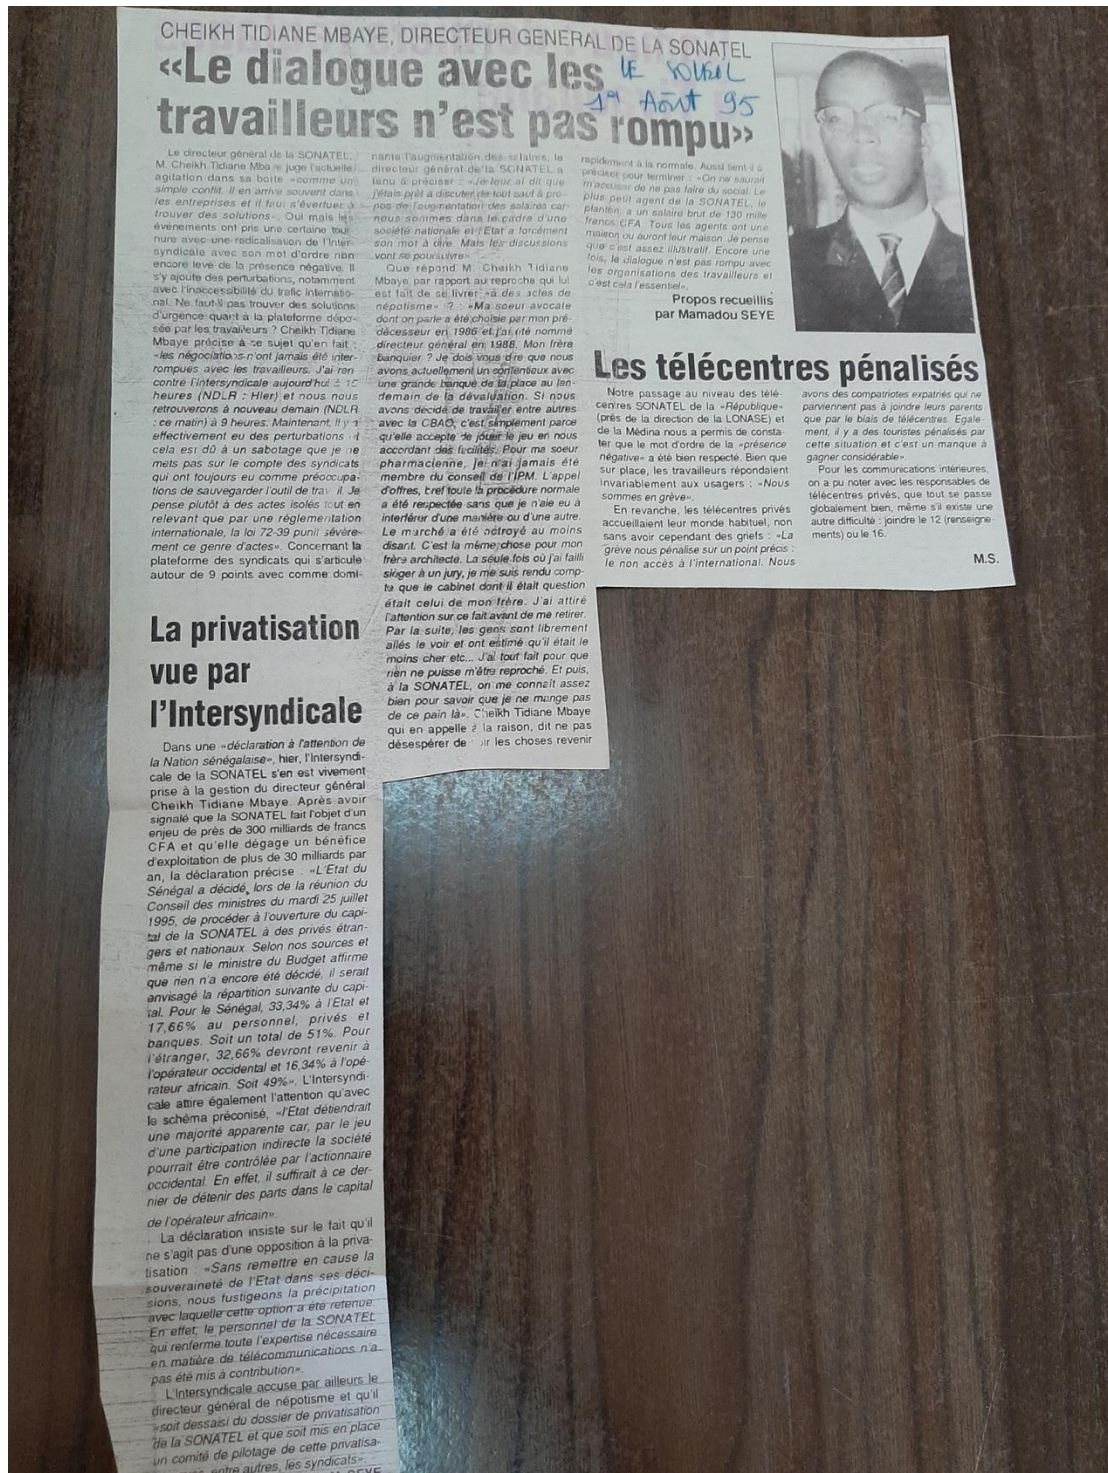 CHEIKH TIDIANE MBAYE, DIRECTEUR GENERAL DE LA SONATEL
«Le dialogue avec les
travailleurs n'est pas rompu»
LE SOLEIL
1er Août 95
Le directeur général de la SONATEL,
M. Cheikh Tidiane Mbaye juge l'actuelle
agitation dans sa boîte «comme un
simple conflit. Il en arrive souvent dans
les entreprises et il faut s'évertuer à
trouver des solutions». Oui mais les
événements ont pris une certaine tour
nure avec une radicalisation de l'Inter-
syndicale avec son mot d'ordre non
encore levé de la présence négative. Il
s'y ajoute des perturbations, notamment
avec l'inaccessibilité du trafic internatio-
nal. Ne faut-il pas trouver des solutions
d'urgence quant à la plateforme dépo-
sée par les travailleurs ? Cheikh Tidiane
Mbaye précise à ce sujet qu'en fait :
«les négociations n'ont jamais été inter-
rompues avec les travailleurs. J'ai ren
contré l'intersyndicale aujourd'hui à 15
heures (NDLR : Hier) et nous nous
retrouverons à nouveau demain (NDLR
: ce matin) à 9 heures. Maintenant, il y a
effectivement eu des perturbations et
cela est dû à un sabotage que je ne
mets pas sur le compte des syndicats
qui ont toujours eu comme préoccupa-
tions de sauvegarder l'outil de travail. Je
pense plutôt à des actes isolés tout en
relevant que par une réglementation
internationale, la loi 72-39 punit sévère-
ment ce genre d'actes». Concernant la
plateforme des syndicats qui s'articule
autour de 9 points avec comme domi-
nante l'augmentation des salaires, le
directeur général de la SONATEL a
tenu à préciser : «je leur ai dit que
j'étais prêt à discuter de tout sauf à pro-
pos de l'augmentation des salaires car
nous sommes dans le cadre d'une
société nationale et l'Etat a forcément
son mot à dire. Mais les discussions
vont se poursuivre»
Que répond M. Cheikh Tidiane
Mbaye par rapport au reproche qui lui
est fait de se livrer «à des actes de
népotisme» ? : «Ma soeur avocate
dont on parle a été choisie par mon pré-
décesseur en 1986 et j'ai été nommé
directeur général en 1988. Mon frère
banquier ? Je dois vous dire que nous
avons actuellement un contentieux avec
une grande banque de la place au len-
demain de la dévaluation. Si nous
avons décidé de travailler entre autres
avec la CBAO, c'est simplement parce
qu'elle accepte de jouer le jeu en nous
accordant des facilités. Pour ma soeur
pharmacienne, je n'ai jamais été
membre du conseil de l'IPM. L'appel
d'offres, bref toute la procédure normale
a été respectée sans que je n'aie eu à
interférer d'une manière ou d'une autre.
Le marché a été octroyé au moins
disant. C'est la même chose pour mon
frère architecte. La seule fois où j'ai failli
siéger à un jury, je me suis rendu comp-
te que le cabinet dont il était question
était celui de mon frère. J'ai attiré
l'attention sur ce fait avant de me retirer.
Par la suite, les gens sont librement
allés le voir et ont estimé qu'il était le
moins cher etc... J'ai tout fait pour que
rien ne puisse m'être reproché. Et puis,
à la SONATEL, on me connaît assez
bien pour savoir que je ne mange pas
de ce pain là». Cheikh Tidiane Mbaye
qui en appelle à la raison, dit ne pas
désespérer de voir les choses revenir
rapidement à la normale. Aussi tient-il à
préciser pour terminer : «On ne saurait
m'accuser de ne pas faire du social. Le
plus petit agent de la SONATEL, le
planton, a un salaire brut de 130 mille
francs CFA. Tous les agents ont une
maison ou auront leur maison. Je pense
que c'est assez illustratif. Encore une
fois, le dialogue n'est pas rompu avec
les organisations des travailleurs et
c'est cela l'essentiel».
Propos recueillis
par Mamadou SEYE
Les télécentres pénalisés
Notre passage au niveau des télé-
centres SONATEL de la «République»
(près de la direction de la LONASE) et
de la Médina nous a permis de consta-
ter que le mot d'ordre de la «présence
négative» a été bien respecté. Bien que
sur place, les travailleurs répondaient
invariablement aux usagers : «Nous
sommes en grève».
En revanche, les télécentres privés
accueillaient leur monde habituel, non
sans avoir cependant des griefs : «La
grève nous pénalise sur un point précis :
le non accès à l'international. Nous
avons des compatriotes expatriés qui ne
parviennent pas à joindre leurs parents
que par le biais de télécentres. Egale-
ment, il y a des touristes pénalisés par
cette situation et c'est un manque à
gagner considérable».
Pour les communications intérieures,
on a pu noter avec les responsables de
télécentres privés, que tout se passe
globalement bien, même s'il existe une
autre difficulté : joindre le 12 (renseigne-
ments) ou le 16.
M.S.
La privatisation
vue par
l'Intersyndicale
Dans une «déclaration à l'attention de
la Nation sénégalaise», hier, l'Intersyndi-
cale de la SONATEL s'en est vivement
prise à la gestion du directeur général
Cheikh Tidiane Mbaye. Après avoir
signalé que la SONATEL fait l'objet d'un
enjeu de près de 300 milliards de francs
CFA et qu'elle dégage un bénéfice
d'exploitation de plus de 30 milliards par
an, la déclaration précise : «L'Etat du
Sénégal a décidé, lors de la réunion du
Conseil des ministres du mardi 25 juillet
1995, de procéder à l'ouverture du capi-
tal de la SONATEL à des privés étran-
gers et nationaux. Selon nos sources et
même si le ministre du Budget affirme
que rien n'a encore été décidé, il serait
envisagé la répartition suivante du capi-
tal. Pour le Sénégal, 33,34% à l'Etat et
17,66% au personnel, privés et
banques. Soit un total de 51%. Pour
l'étranger, 32,66% devront revenir à
l'opérateur occidental et 16,34% à l'opé-
rateur africain. Soit 49%». L'Intersyndi-
cale attire également l'attention qu'avec
le schéma préconisé, «l'Etat détiendrait
une majorité apparente car, par le jeu
d'une participation indirecte la société
pourrait être contrôlée par l'actionnaire
occidental. En effet, il suffirait à ce der-
nier de détenir des parts dans le capital
de l'opérateur africain».
La déclaration insiste sur le fait qu'il
ne s'agit pas d'une opposition à la priva-
tisation : «Sans remettre en cause la
souveraineté de l'Etat dans ses déci-
sions, nous fustigeons la précipitation
avec laquelle cette option a été retenue.
En effet, le personnel de la SONATEL
qui renferme toute l'expertise nécessaire
en matière de télécommunications n'a
pas été mis à contribution».
L'Intersyndicale accuse par ailleurs le
directeur général de népotisme et qu'il
«soit dessaisi du dossier de privatisation
de la SONATEL et que soit mis en place
un comité de pilotage de cette privatisa-
entre autres, les syndicats».